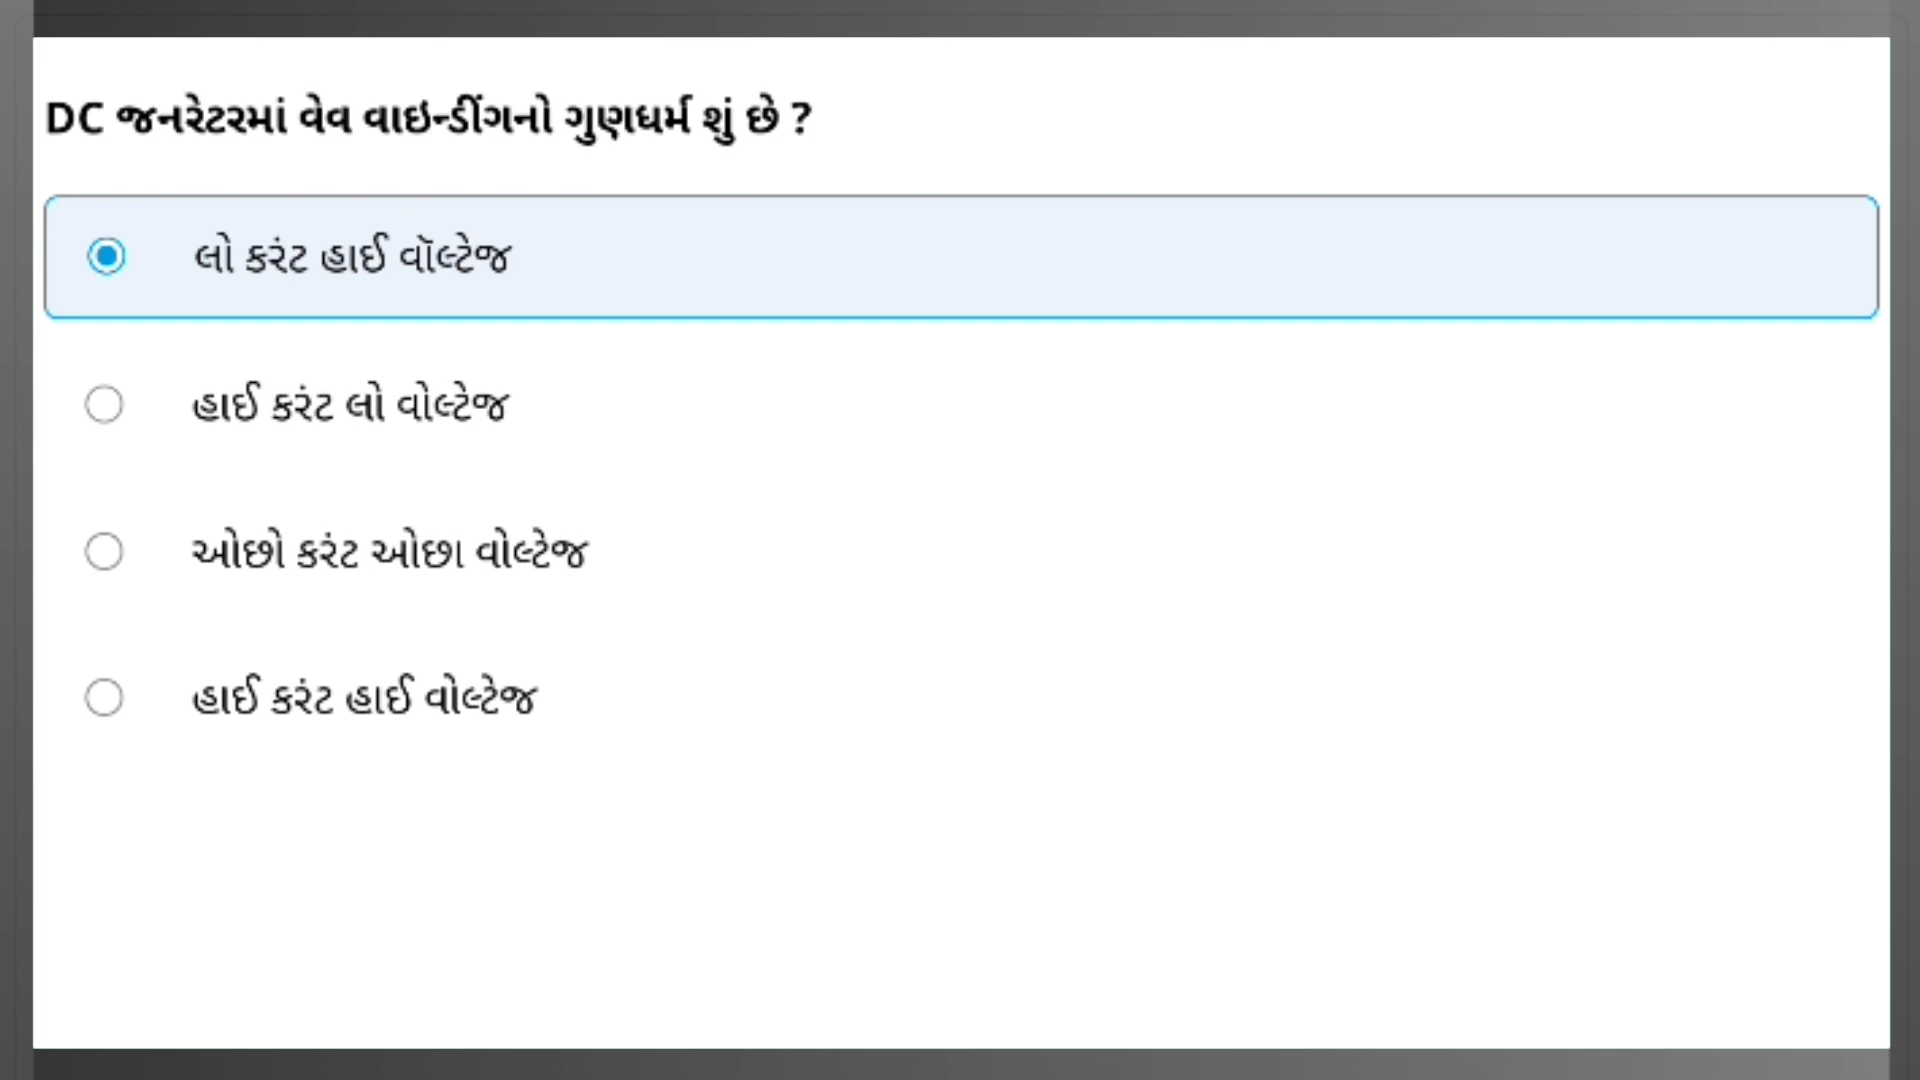 DC જનરેટરમાં વેવ વાઇન્ડીંગનો ગુણધર્મ શું છે ?
લો કરંટ હાઈ વૉલ્ટેજ
હાઈ કરંટ લો વોલ્ટેજ
ઓછો કરંટ ઓછા વોલ્ટેજ
હાઈ કરંટ હાઈ વોલ્ટેજ